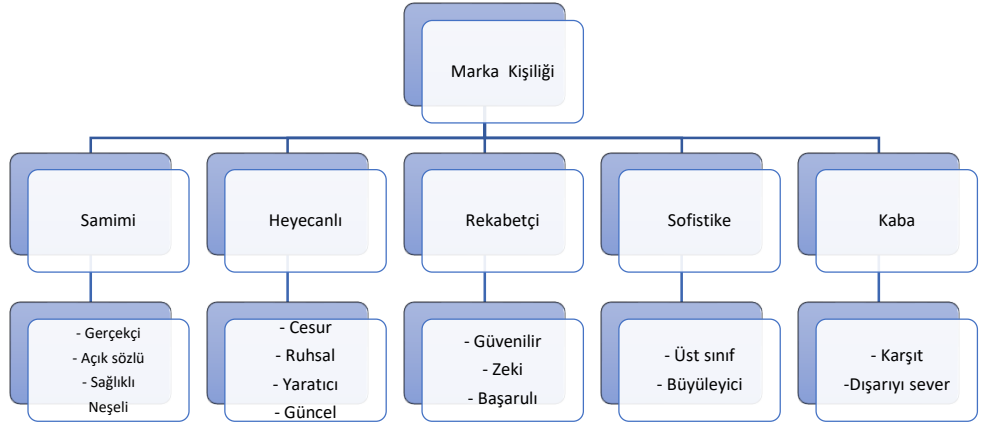 Marka  Kişiliği
Samimi
Heyecanlı
Rekabetçi
Sofistike
Kaba
- Gerçekçi
- Açık sözlü
- Sağlıklı
Neşeli
- Cesur
- Ruhsal
- Yaratıcı
- Güncel
- Güvenilir
- Zeki
- Başarulı
- Üst sınıf
- Büyüleyici
- Karşıt
-Dışarıyı sever